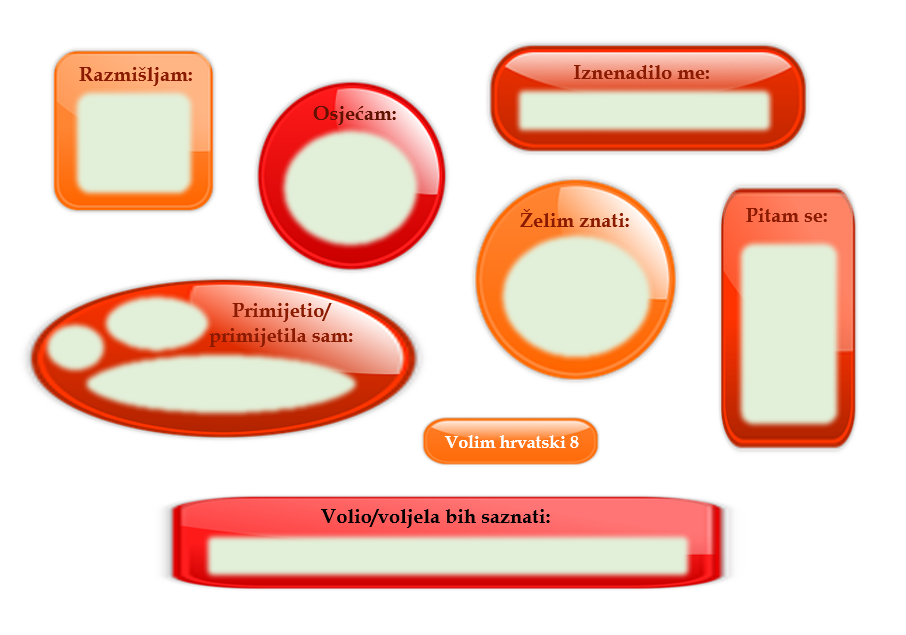 Razmišljam:
Iznenadilo me:
Osjećam:
Želim znati:
Pitam se:
Primijetio/
primijetila sam:
Volim hrvatski 8
Volio/voljela bih saznati: